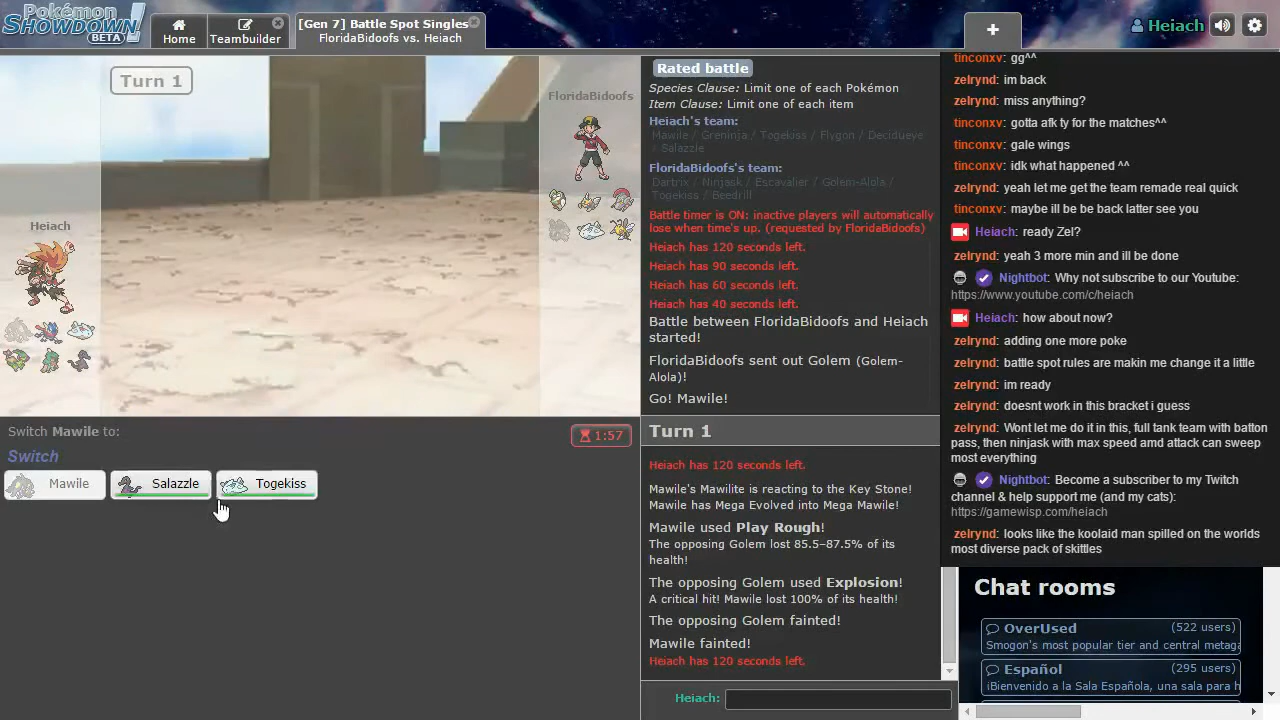 Pokémon
SHOWDOWN!
BETA
Home
Teambuilder
[Gen 7] Battle Spot Singles
FloridaBidoofs vs. Heiach
+
Heiach
Turn 1
FloridaBidoofs
Heiach
Rated battle
Species Clause: Limit one of each Pokémon
Item Clause: Limit one of each item
Heiach's team:
Mawile / Greninja / Togekiss / Flygon / Decidueye
/ Salazzle
FloridaBidoofs's team:
Dartrix / Ninjask / Escavalier / Golem-Alola /
Togekiss / Beedrill
Battle timer is ON: inactive players will automatically
lose when time's up. (requested by FloridaBidoofs)
Heiach has 120 seconds left.
Heiach has 90 seconds left.
Heiach has 60 seconds left.
Heiach has 40 seconds left.
Battle between FloridaBidoofs and Heiach
started!
FloridaBidoofs sent out Golem (Golem-
Alola)!
Go! Mawile!
Turn 1
Heiach has 120 seconds left.
Mawile's Mawilite is reacting to the Key Stone!
Mawile has Mega Evolved into Mega Mawile!
Mawile used Play Rough!
The opposing Golem lost 85.5–87.5% of its
health!
The opposing Golem used Explosion!
A critical hit! Mawile lost 100% of its health!
The opposing Golem fainted!
Mawile fainted!
Heiach has 120 seconds left.
Heiach:
Switch Mawile to:
1:57
Switch
Mawile
Salazzle
Togekiss
tinconxv: gg^^
zelrynd: im back
zelrynd: miss anything?
tinconxv: gotta afk ty for the matches^^
tinconxv: gale wings
tinconxv: idk what happened ^^
zelrynd: yeah let me get the team remade real quick
tinconxv: maybe ill be be back latter see you
Heiach: ready Zel?
zelrynd: yeah 3 more min and ill be done
Nightbot: Why not subscribe to our Youtube:
https://www.youtube.com/c/heiach
Heiach: how about now?
zelrynd: adding one more poke
zelrynd: battle spot rules are makin me change it a little
zelrynd: im ready
zelrynd: doesnt work in this bracket i guess
zelrynd: Wont let me do it in this, full tank team with batton
pass, then ninjask with max speed amd attack can sweep
most everything
Nightbot: Become a subscriber to my Twitch
channel & help support me (and my cats):
https://gamewisp.com/heiach
zelrynd: looks like the koolaid man spilled on the worlds
most diverse pack of skittles
Chat rooms
OverUsed
(522 users)
Smogon's most popular tier and central metaga
Español
(295 users)
¡Bienvenido a la Sala Española, una sala para h